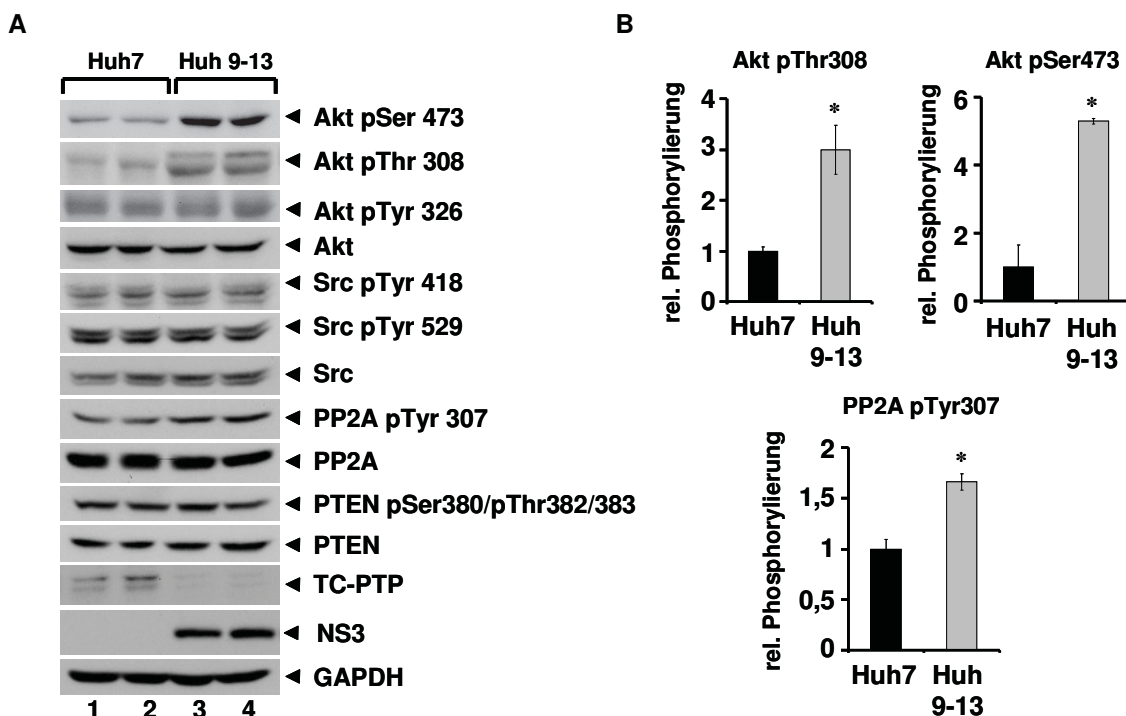 A
Huh7 Huh 9-13
Akt pSer 473
Akt pThr 308
Akt pTyr 326
Akt
Src pTyr 418
Src pTyr 529
Src
PP2A pTyr 307
PP2A
PTEN pSer380/pThr382/383
PTEN
TC-PTP
NS3
GAPDH
1 2 3 4
B
Akt pThr308
rel. Phosphorylierung
4
3
2
1
0
*
Huh7 Huh
9-13
Akt pSer473
rel. Phosphorylierung
6
4
2
0
*
Huh7 Huh
9-13
PP2A pTyr307
rel. Phosphorylierung
2
1,5
1
0,5
0
*
Huh7 Huh
9-13